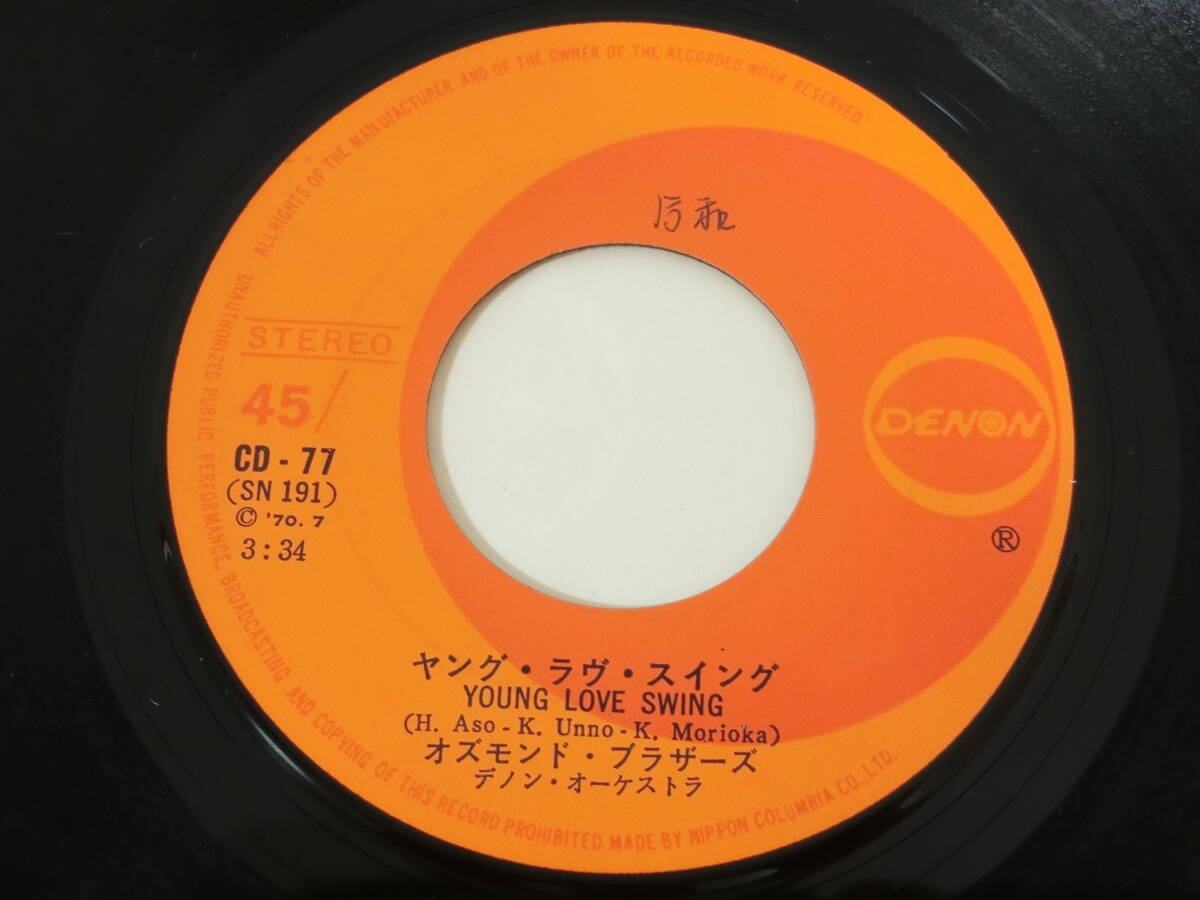 ALL RIGHTS OF THE MANUFACTURER AND OF THE OWNER OF THE RECORDED WORK RESERVED.
UNAUTHORIZED PUBLIC PERFORMANCE, BROADCASTING AND COPYING OF THIS RECORD PROHIBITED. MADE BY NIPPON COLUMBIA CO., LTD.
STEREO
45/
DENON
CD - 77
(SN 191)
Ⓒ '70. 7
3:34
®
ヤング・ラヴ・スイング
YOUNG LOVE SWING
(H. Aso - K. Unno - K. Morioka)
オズモンド・ブラザーズ
デノン・オーケストラ